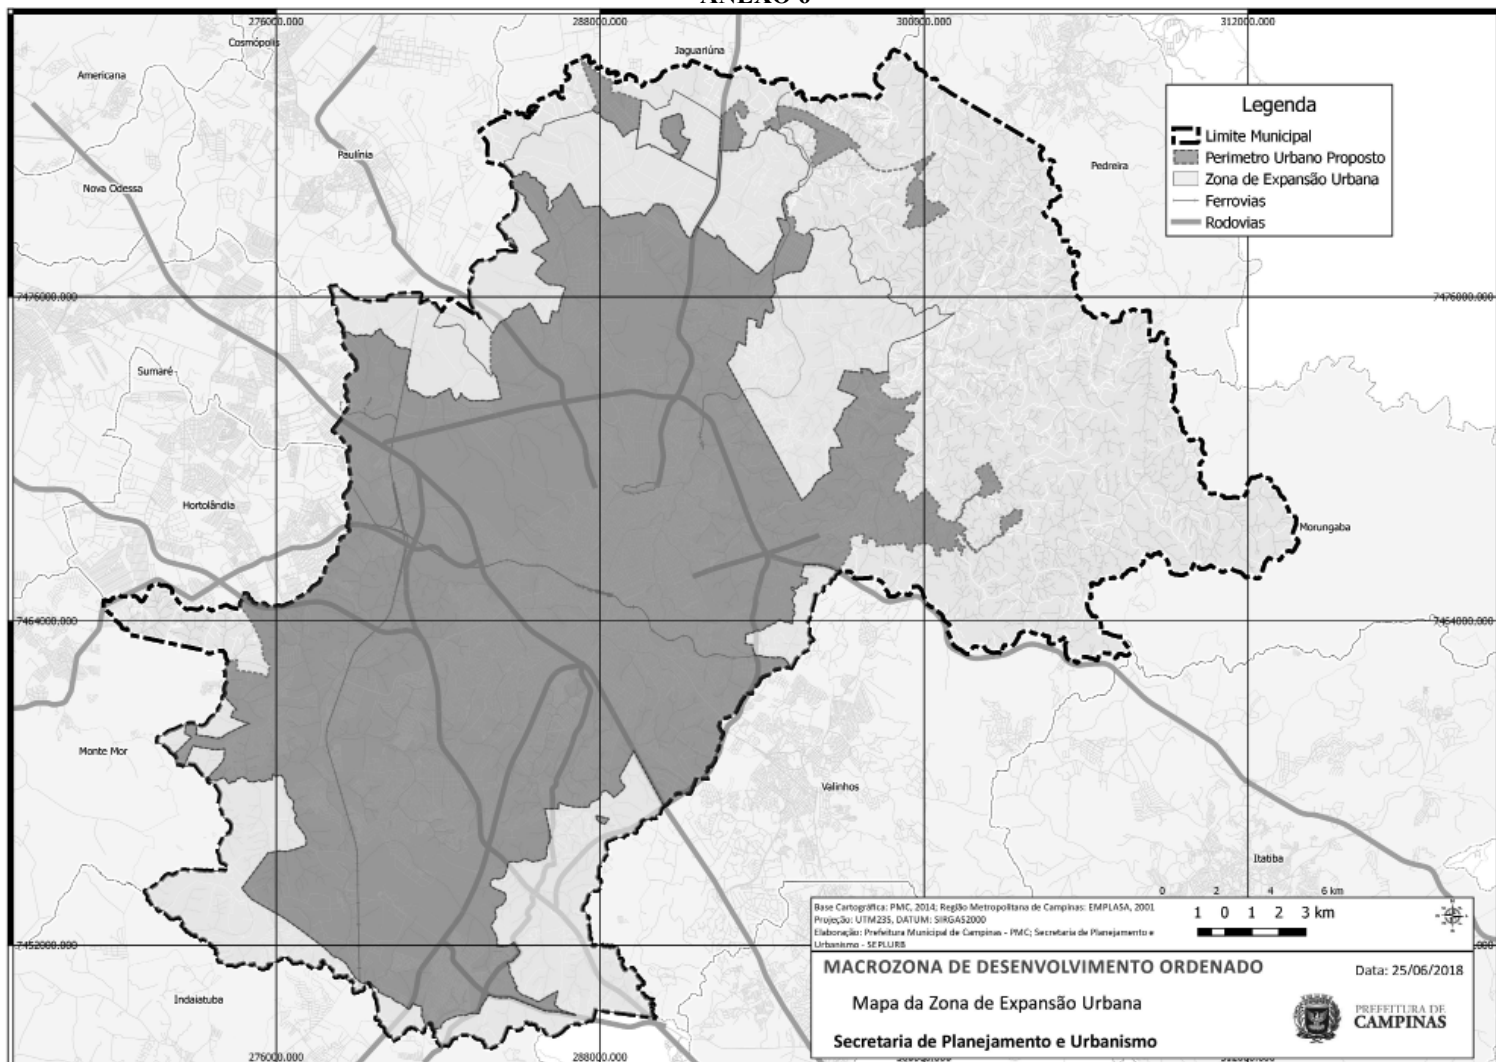 ANEXO 6
276000.000 288000.000 300000.000 312000.000
Cosmópolis
Jaguariúna
Americana
Legenda
Limite Municipal
Perimetro Urbano Proposto
Zona de Expansão Urbana
Ferrovias
Rodovias
Paulínia
Pedreira
Nova Odessa
7476000.000 7476000.000
Sumaré
Hortolândia
Morungaba
7464000.000 7464000.000
Monte Mor
Valinhos
Itatiba
0 2 4 6 km
Base Cartográfica: PMC, 2014; Região Metropolitana de Campinas: EMPLASA, 2001
Projeção: UTM23S, DATUM: SIRGAS2000
Elaboração: Prefeitura Municipal de Campinas - PMC; Secretaria de Planejamento e
Urbanismo - SEPLURB
1 0 1 2 3 km
7452000.000
MACROZONA DE DESENVOLVIMENTO ORDENADO
Data: 25/06/2018
Mapa da Zona de Expansão Urbana
Indaiatuba
PREFEITURA DE
CAMPINAS
Secretaria de Planejamento e Urbanismo
276000.000 288000.000